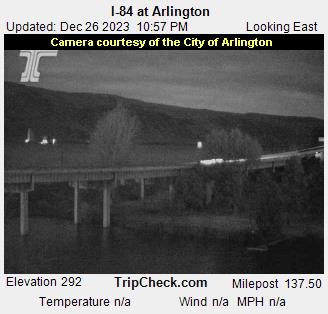 I-84 at Arlington
Updated: Dec 26 2023 10:57 PM Looking East
Camera courtesy of the City of Arlington
Elevation 292 TripCheck.com Milepost 137.50
Temperature n/a Wind n/a MPH n/a